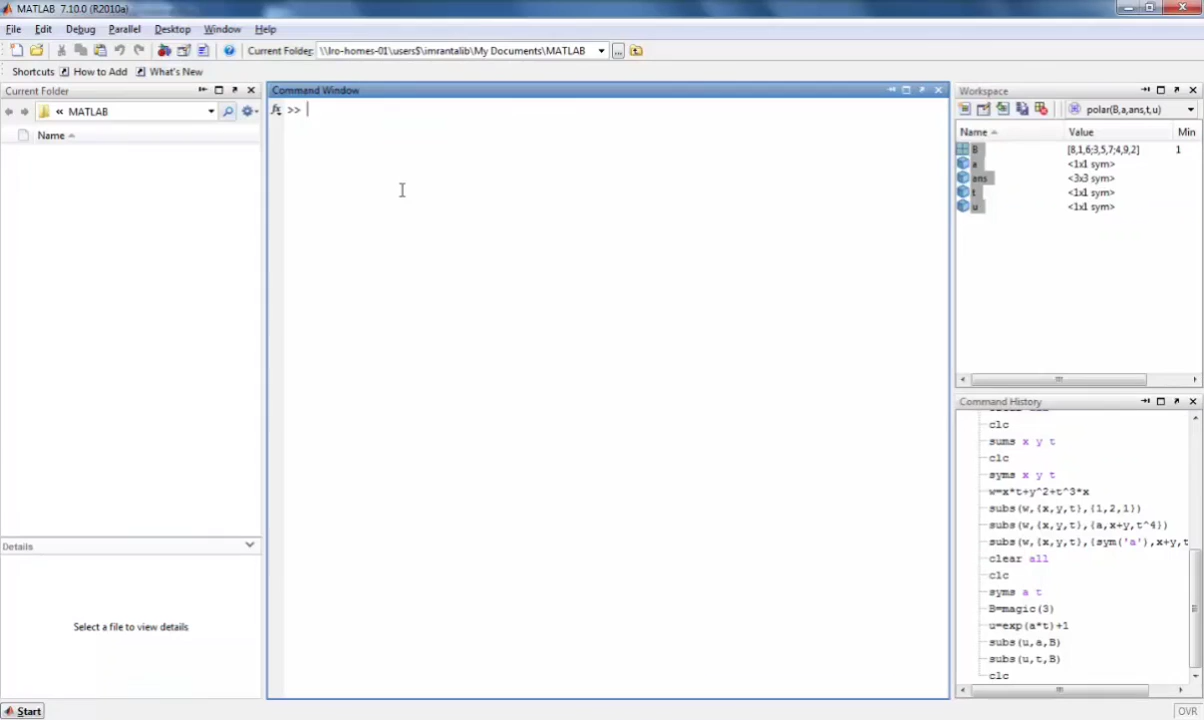 MATLAB 7.10.0 (R2010a)
File Edit Debug Parallel Desktop Window Help
Current Folder: \\lro-homes-01\users$\imrantalib\My Documents\MATLAB
Shortcuts How to Add What's New
Current Folder
« MATLAB
Name
Details
Select a file to view details
Start
Command Window
fx >>
Workspace
polar(B,a,ans,t,u)
Name Value Min
B [8,1,6;3,5,7;4,9,2] 1
a <1x1 sym>
ans <3x3 sym>
t <1x1 sym>
u <1x1 sym>
Command History
clc
sums x y t
clc
syms x y t
w=x*t+y^2+t^3*x
subs(w,{x,y,t},{1,2,1})
subs(w,{x,y,t},{a,x+y,t^4})
subs(w,{x,y,t},{sym('a'),x+y,t
clear all
clc
syms a t
B=magic(3)
u=exp(a*t)+1
subs(u,a,B)
subs(u,t,B)
clc
OVR